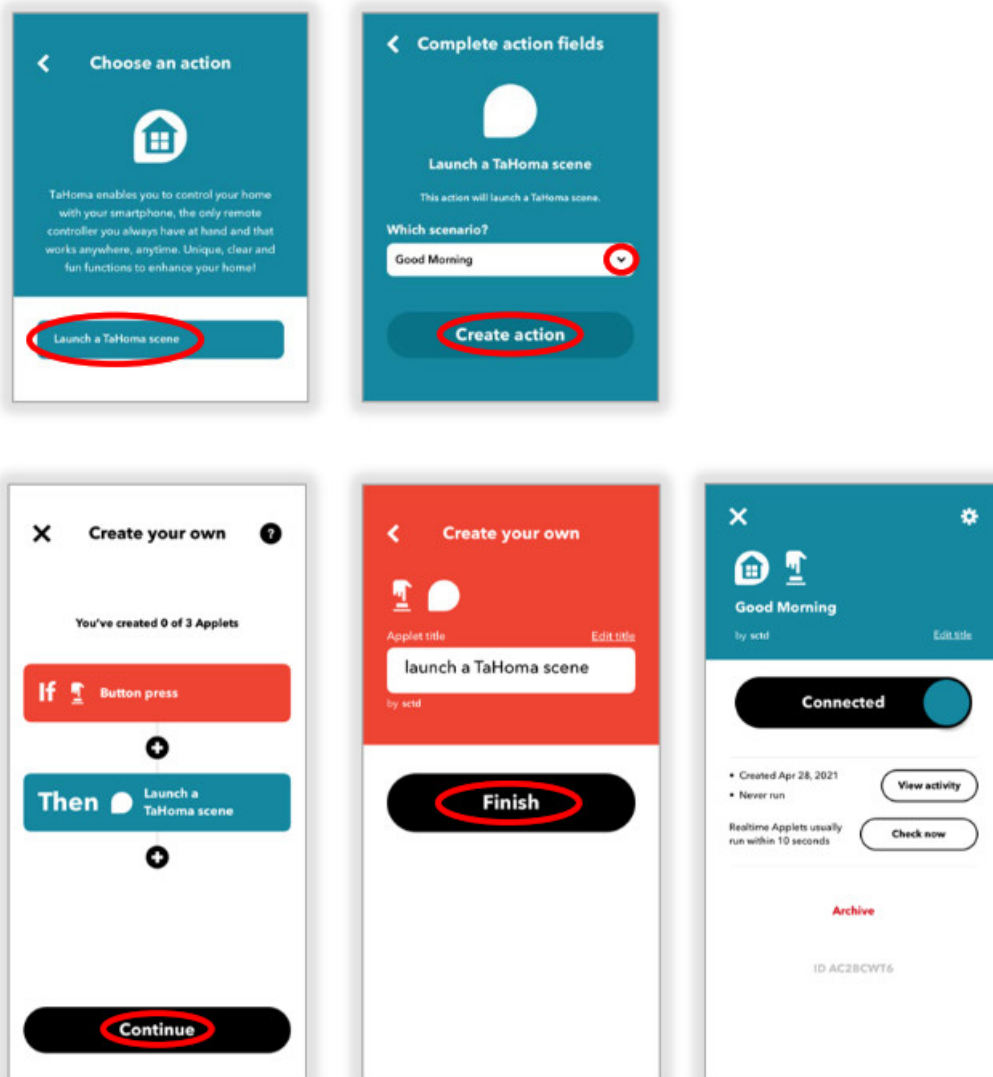 Choose an action
TaHoma enables you to control your home
with your smartphone, the only remote
controller you always have at hand and that
works anywhere, anytime. Unique, clear and
fun functions to enhance your home!
Launch a TaHoma scene
Complete action fields
Launch a TaHoma scene
This action will launch a TaHoma scene.
Which scenario?
Good Morning
Create action
Create your own
?
You've created 0 of 3 Applets
If Button press
Then Launch a
TaHoma scene
Continue
Create your own
Applet title Edit title
launch a TaHoma scene
by sctd
Finish
Good Morning
by sctd Edit title
Connected
• Created Apr 28, 2021
• Never run
View activity
Realtime Applets usually
run within 10 seconds
Check now
Archive
ID AC2BCWT6